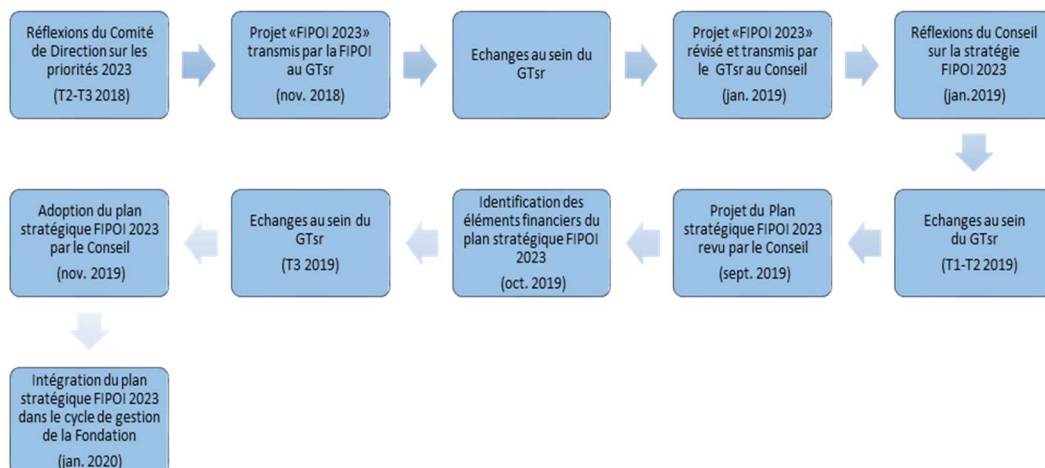 Réflexions du Comité
de Direction sur les
priorités 2023
(T2-T3 2018)
Projet «FIPOI 2023»
transmis par la FIPOI
au GTsr
(nov. 2018)
Echanges au sein du
GTsr
Projet «FIPOI 2023»
révisé et transmis par
le GTsr au Conseil
(jan. 2019)
Réflexions du Conseil
sur la stratégie
FIPOI 2023
(jan.2019)
Echanges au sein
du GTsr
(T1-T2 2019)
Projet du Plan
stratégique FIPOI 2023
revu par le Conseil
(sept. 2019)
Identification des
éléments financiers du
plan stratégique FIPOI
2023
(oct. 2019)
Echanges au sein du
GTsr
(T3 2019)
Adoption du plan
stratégique FIPOI 2023
par le Conseil
(nov. 2019)
Intégration du plan
stratégique FIPOI 2023
dans le cycle de gestion
de la Fondation
(jan. 2020)